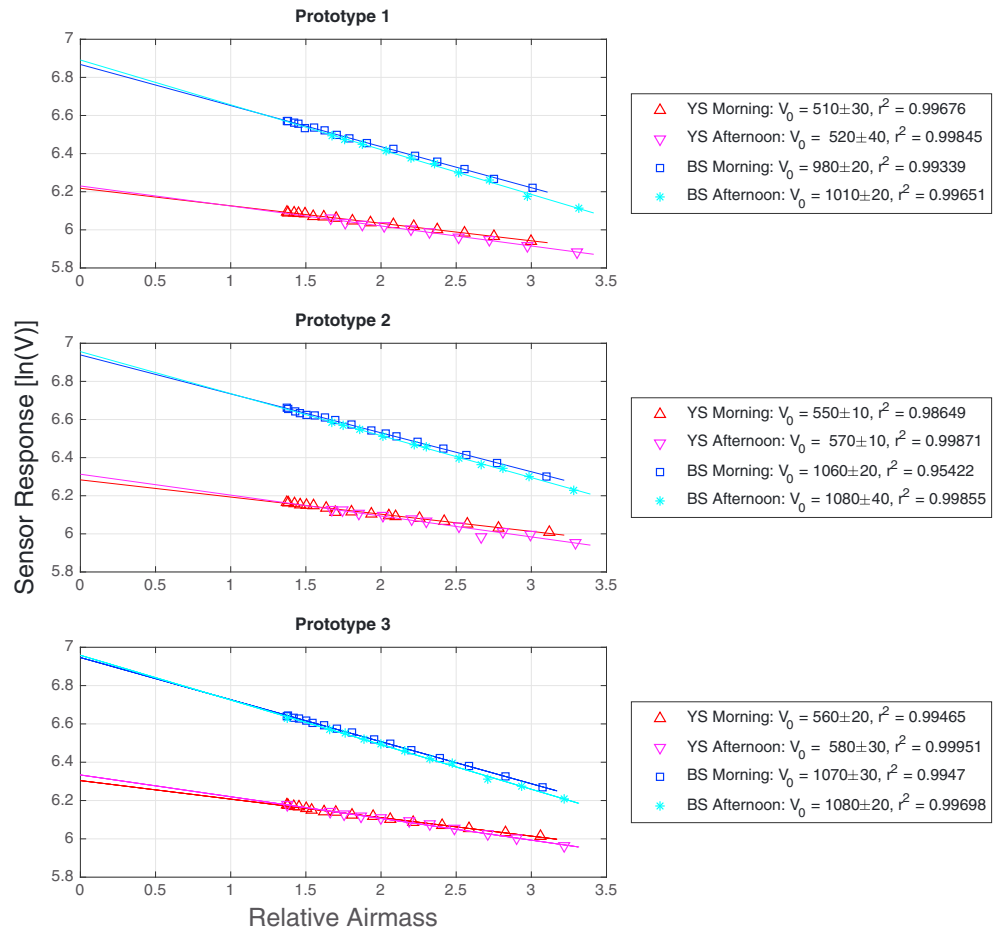 Prototype 1
7
6.8
6.6
6.4
6.2
6
5.8
0 0.5 1 1.5 2 2.5 3 3.5
YS Morning: V0 = 510±30, r2 = 0.99676
YS Afternoon: V0 = 520±40, r2 = 0.99845
BS Morning: V0 = 980±20, r2 = 0.99339
BS Afternoon: V0 = 1010±20, r2 = 0.99651
Prototype 2
Sensor Response [ln(V)]
7
6.8
6.6
6.4
6.2
6
5.8
0 0.5 1 1.5 2 2.5 3 3.5
YS Morning: V0 = 550±10, r2 = 0.98649
YS Afternoon: V0 = 570±10, r2 = 0.99871
BS Morning: V0 = 1060±20, r2 = 0.95422
BS Afternoon: V0 = 1080±40, r2 = 0.99855
Prototype 3
7
6.8
6.6
6.4
6.2
6
5.8
0 0.5 1 1.5 2 2.5 3 3.5
Relative Airmass
YS Morning: V0 = 560±20, r2 = 0.99465
YS Afternoon: V0 = 580±30, r2 = 0.99951
BS Morning: V0 = 1070±30, r2 = 0.9947
BS Afternoon: V0 = 1080±20, r2 = 0.99698